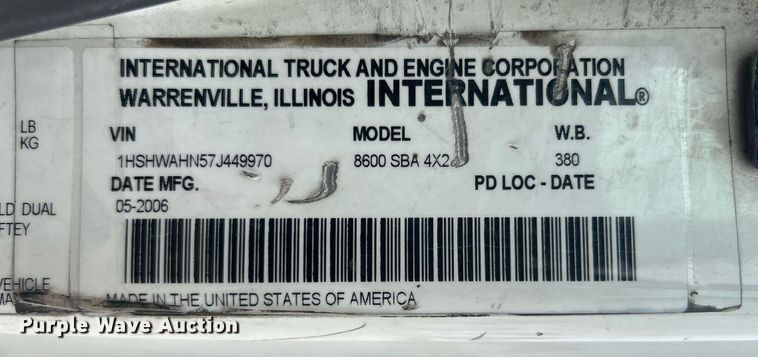 INTERNATIONAL TRUCK AND ENGINE CORPORATION
WARRENVILLE, ILLINOIS INTERNATIONAL®
LB
KG
VIN MODEL W.B.
1HSHWAHN57J449970 8600 SBA 4X2 380
DATE MFG. PD LOC - DATE
LD DUAL
05-2006
FTEY
VEHICLE
MA
MADE IN THE UNITED STATES OF AMERICA
Purple Wave Auction